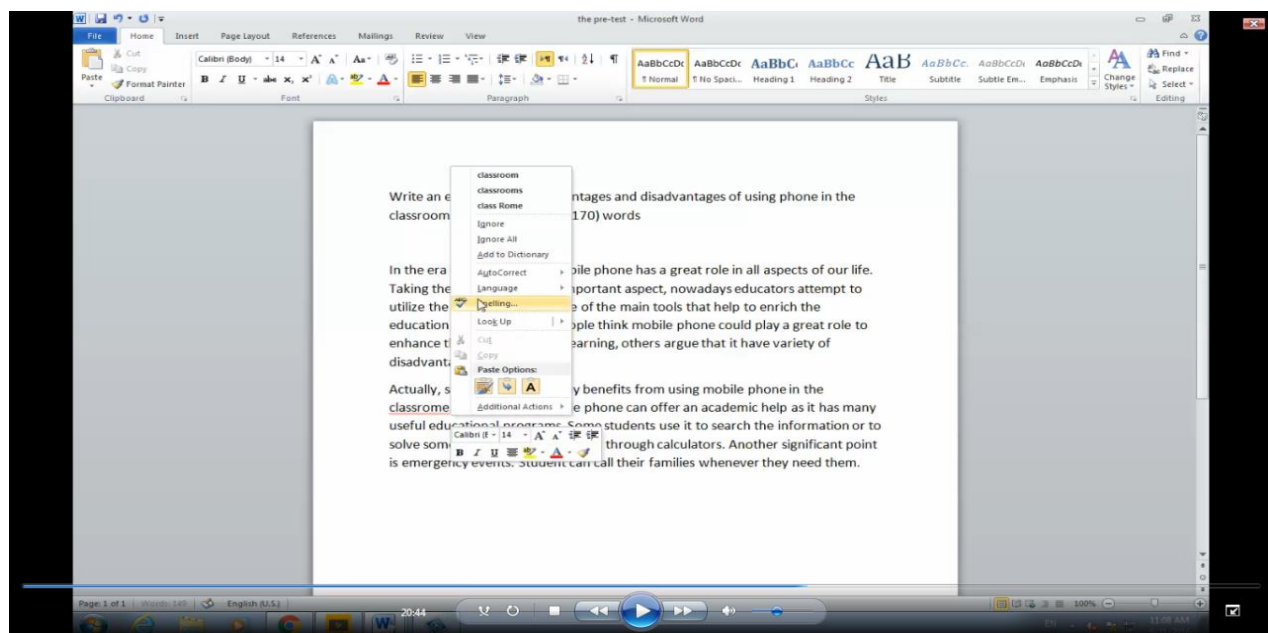 the pre-test - Microsoft Word
File Home Insert Page Layout References Mailings Review View
Paste
Cut
Copy
Format Painter
Clipboard
Calibri (Body) 14
Font
Paragraph
AaBbCcDc ¶ Normal
AaBbCcDc ¶ No Spaci...
AaBbCc Heading 1
AaBbCc Heading 2
AaB Title
AaBbCc. Subtitle
AaBbCcDc Subtle Em...
AaBbCcDc Emphasis
Change Styles
Styles
Find
Replace
Select
Editing
Write an e ntages and disadvantages of using phone in the
classroom 170) words
In the era bile phone has a great role in all aspects of our life.
Taking the portant aspect, nowadays educators attempt to
utilize the e of the main tools that help to enrich the
education ople think mobile phone could play a great role to
enhance t earning, others argue that it have variety of
disadvanta
Actually, s y benefits from using mobile phone in the
classrome e phone can offer an academic help as it has many
useful educational programs. Some students use it to search the information or to
solve som through calculators. Another significant point
is emergency events. Student can call their families whenever they need them.
classroom
classrooms
class Rome
Ignore
Ignore All
Add to Dictionary
AutoCorrect
Language
Spelling...
Look Up
Cut
Copy
Paste Options:
Additional Actions
Calibri (E 14
Page: 1 of 1 Words: 149 English (U.S.) 100%
20:44
EN 11:08 AM